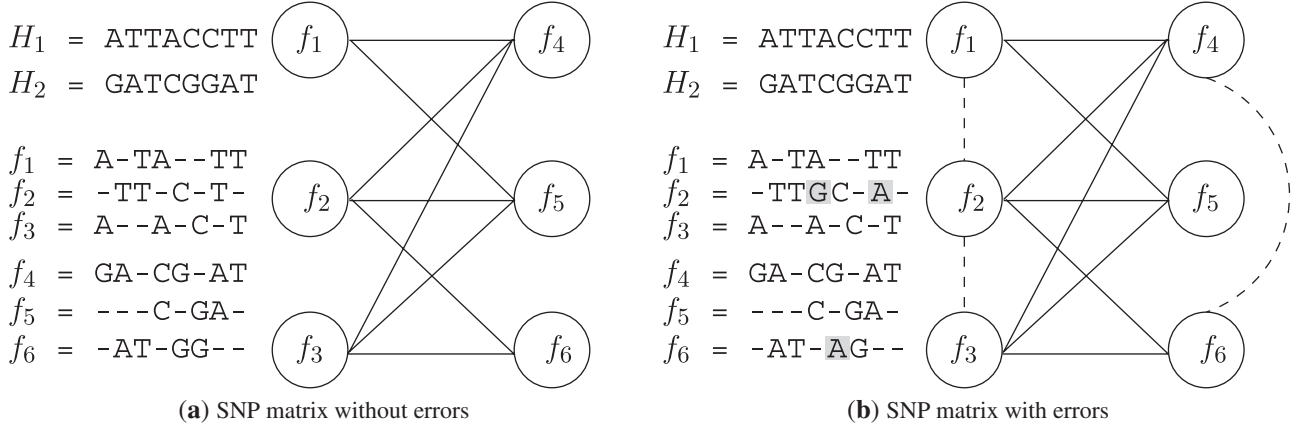 H1 = ATTACCTT
H2 = GATCGGAT
f1 = A-TA--TT
f2 = -TT-C-T-
f3 = A--A-C-T
f4 = GA-CG-AT
f5 = ---C-GA-
f6 = -AT-GG--
f1
f4
f2
f5
f3
f6
(a) SNP matrix without errors
H1 = ATTACCTT
H2 = GATCGGAT
f1 = A-TA--TT
f2 = -TTGC-A-
f3 = A--A-C-T
f4 = GA-CG-AT
f5 = ---C-GA-
f6 = -AT-AG--
f1
f4
f2
f5
f3
f6
(b) SNP matrix with errors